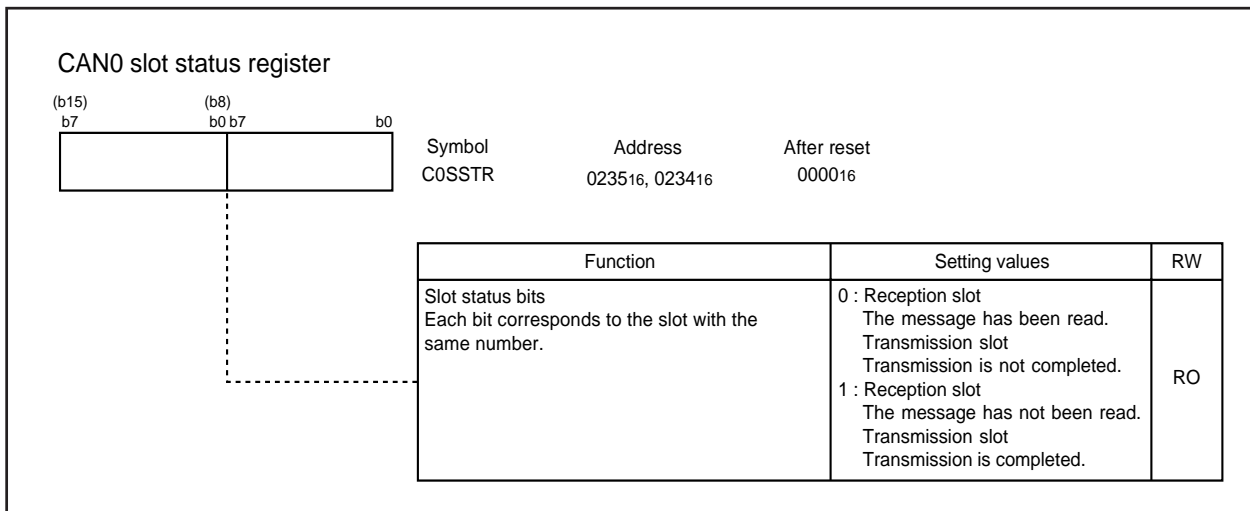 CAN0 slot status register
(b15) (b8)
b7 b0 b7 b0
Symbol Address After reset
C0SSTR 023516, 023416 000016
Function Setting values RW
Slot status bits
Each bit corresponds to the slot with the
same number.
0 : Reception slot
The message has been read.
Transmission slot
Transmission is not completed.
1 : Reception slot
The message has not been read.
Transmission slot
Transmission is completed.
RO